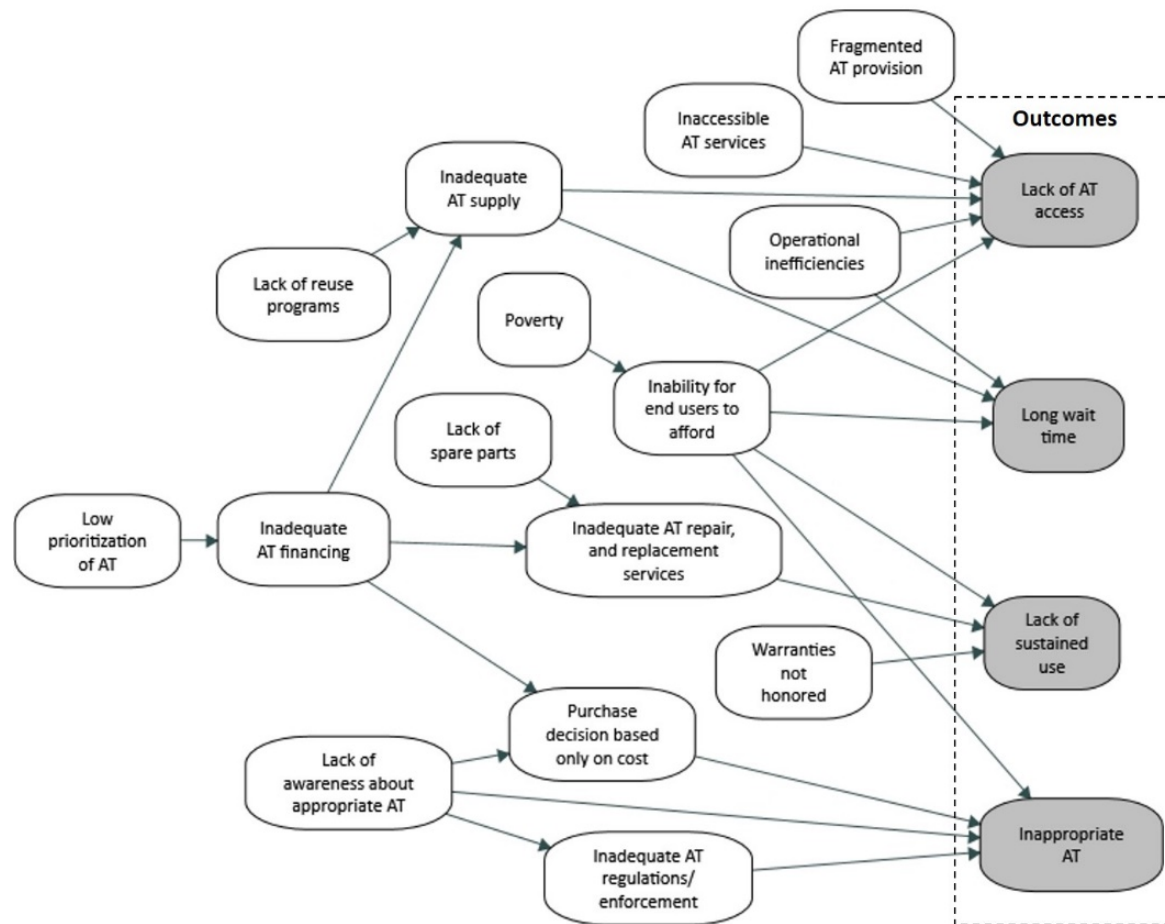 Fragmented
AT provision
Outcomes
Inaccessible
AT services
Inadequate
AT supply
Lack of AT
access
Operational
inefficiencies
Lack of reuse
programs
Poverty
Inability for
end users to
afford
Long wait
time
Lack of
spare parts
Low
prioritization
of AT
Inadequate
AT financing
Inadequate AT repair,
and replacement
services
Lack of
sustained
use
Warranties
not
honored
Purchase
decision based
only on cost
Lack of
awareness about
appropriate AT
Inappropriate
AT
Inadequate AT
regulations/
enforcement